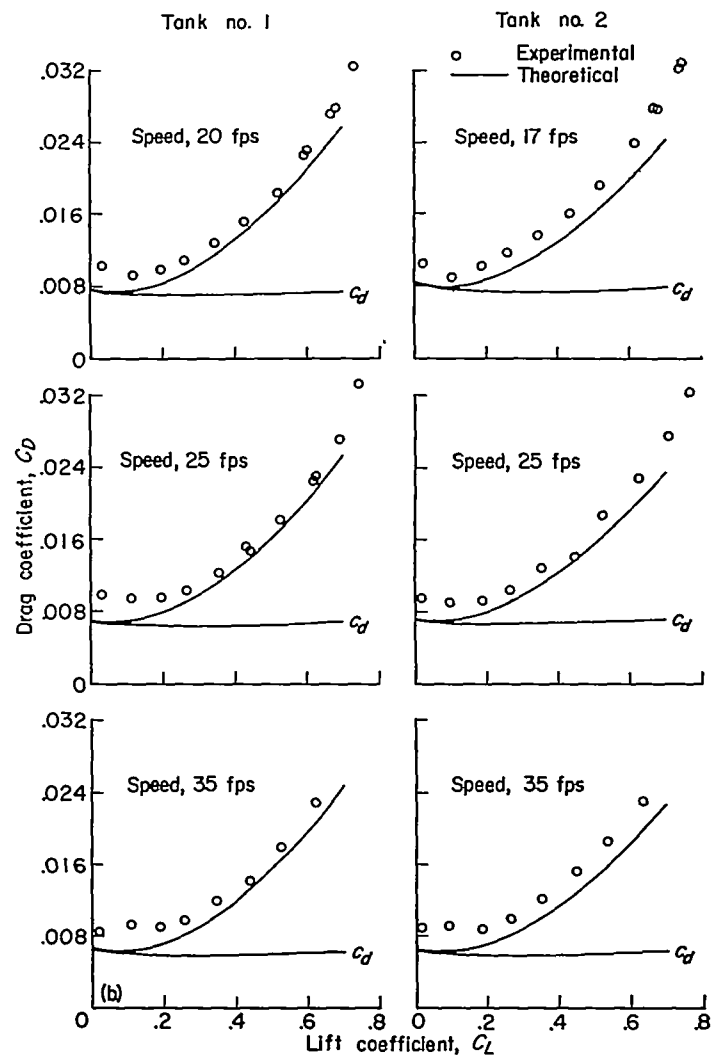 Tank no. 1
Tank no. 2
Experimental
Theoretical
.032
.024
.016
.008
0
Speed, 20 fps
Cd
Speed, 17 fps
Cd
.032
.024
.016
.008
0
Speed, 25 fps
Cd
Speed, 25 fps
Cd
Drag coefficient, CD
.032
.024
.016
.008
0
Speed, 35 fps
Cd
(b)
Speed, 35 fps
Cd
0 .2 .4 .6 .8
0 .2 .4 .6 .8
Lift coefficient, CL